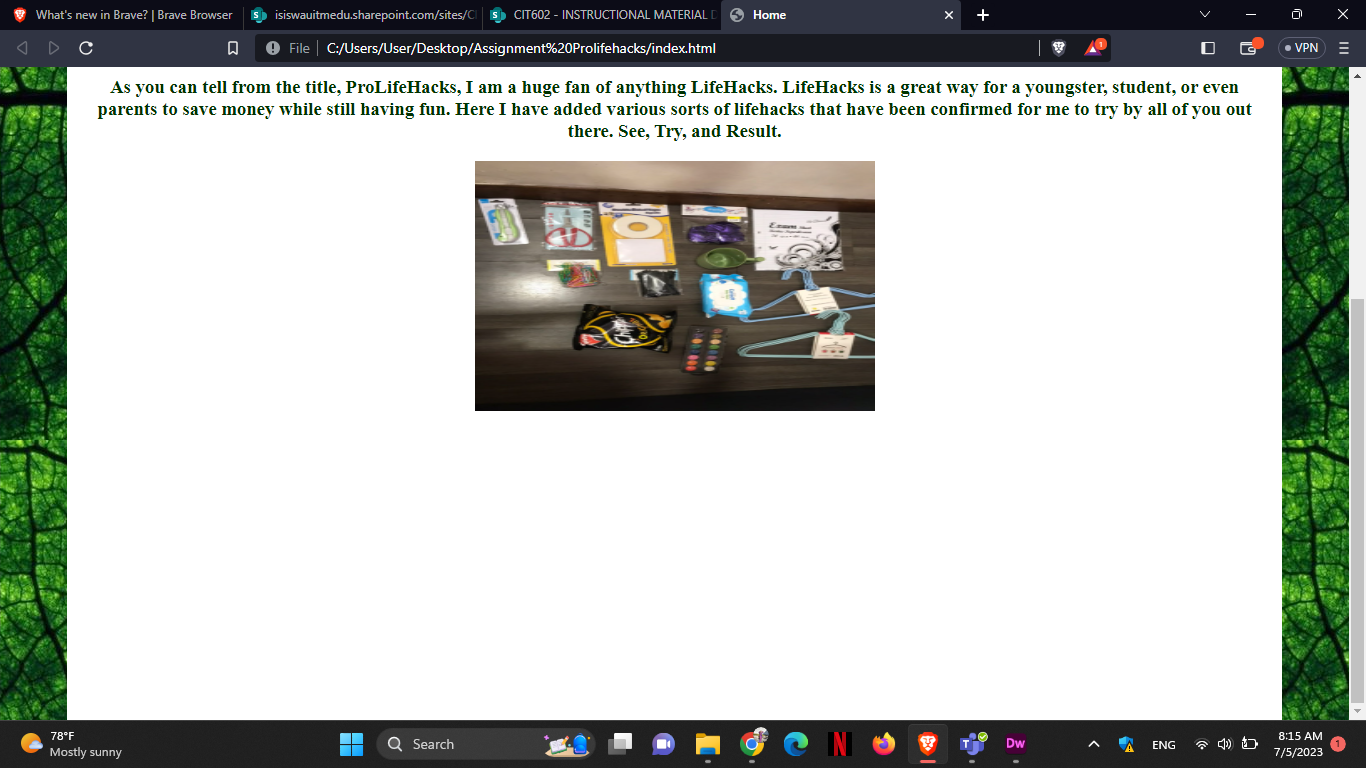 What's new in Brave? | Brave Browser
isiswauitmedu.sharepoint.com/sites/CI
CIT602 - INSTRUCTIONAL MATERIAL D
Home
File
C:/Users/User/Desktop/Assignment%20Prolifehacks/index.html
1
VPN
As you can tell from the title, ProLifeHacks, I am a huge fan of anything LifeHacks. LifeHacks is a great way for a youngster, student, or even
parents to save money while still having fun. Here I have added various sorts of lifehacks that have been confirmed for me to try by all of you out
there. See, Try, and Result.
Exam
78°F
Mostly sunny
Search
N
Dw
ENG
8:15 AM
7/5/2023
1